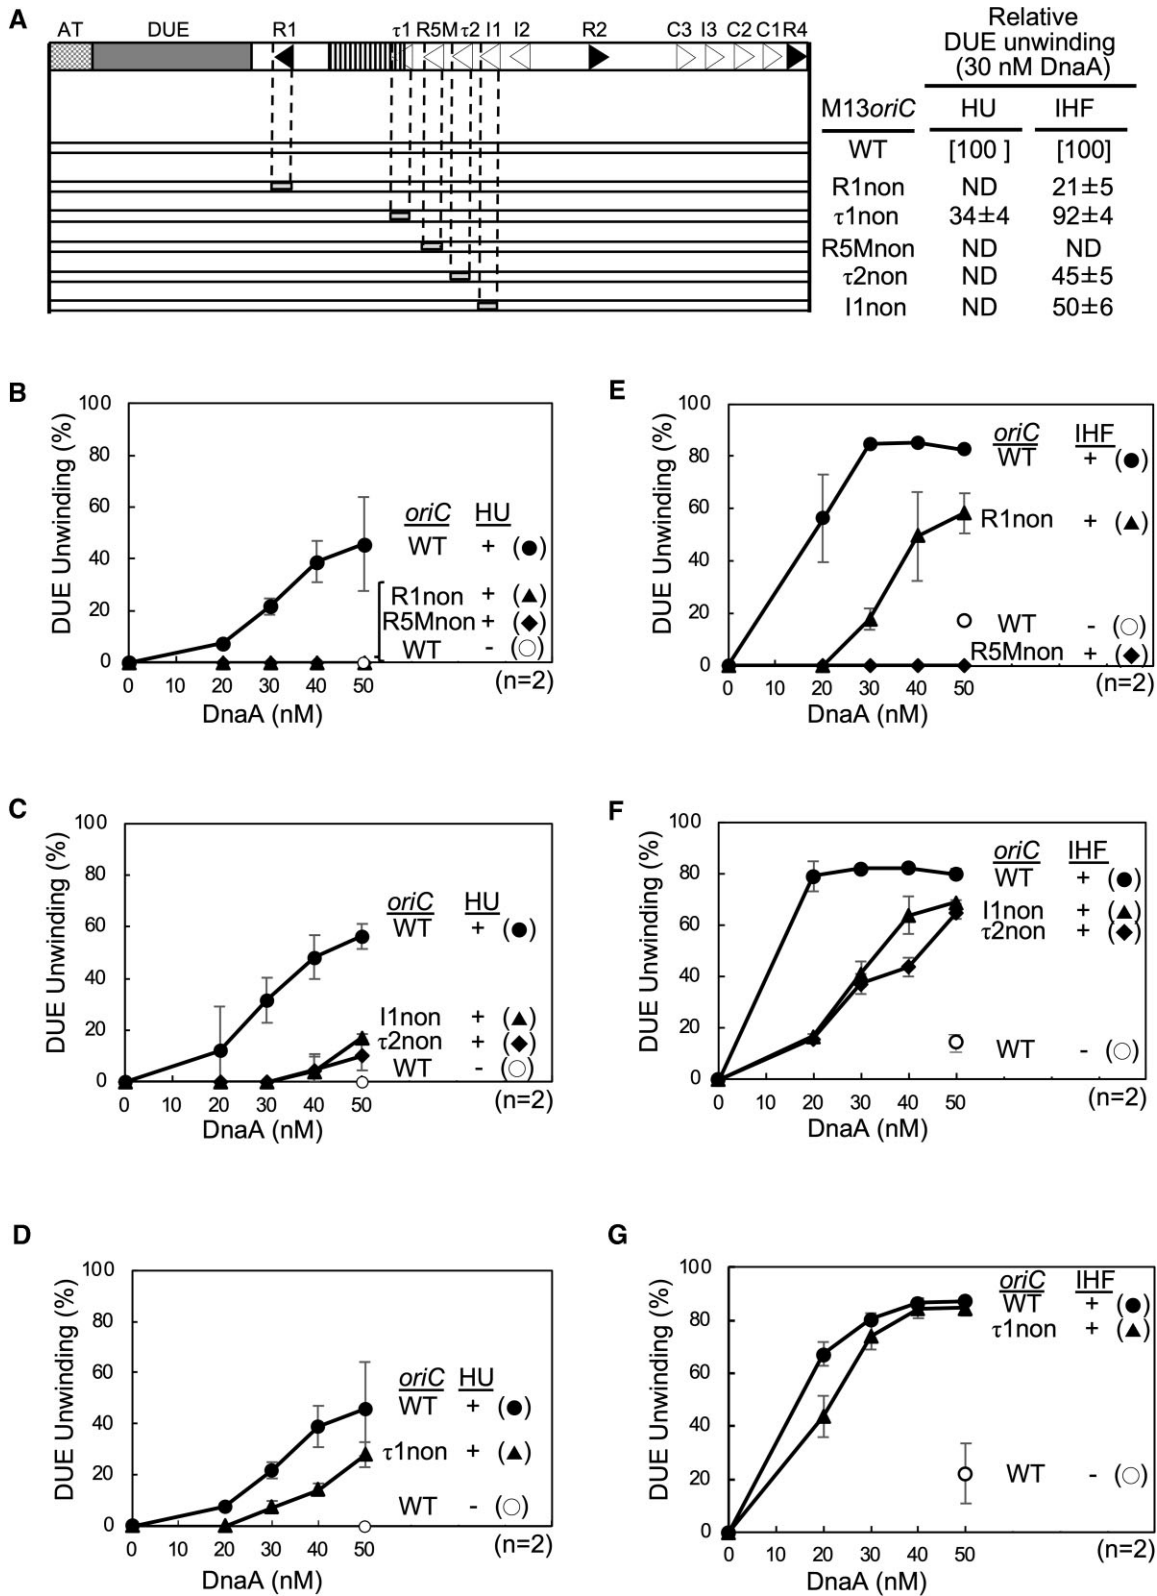 A
AT DUE R1 τ1 R5M τ2 I1 I2 R2 C3 I3 C2 C1 R4
Relative
DUE unwinding
(30 nM DnaA)
M13oriC HU IHF
WT [100 ] [100]
R1non ND 21±5
τ1non 34±4 92±4
R5Mnon ND ND
τ2non ND 45±5
I1non ND 50±6
B
DUE Unwinding (%)
100
80
60
40
20
0
oriC HU
WT + (●)
R1non + (▲)
R5Mnon + (◆)
WT - (○)
0 10 20 30 40 50
(n=2)
DnaA (nM)
E
DUE Unwinding (%)
100
80
60
40
20
0
oriC IHF
WT + (●)
R1non + (▲)
WT - (○)
R5Mnon + (◆)
0 10 20 30 40 50
(n=2)
DnaA (nM)
C
DUE Unwinding (%)
100
80
60
40
20
0
oriC HU
WT + (●)
I1non + (▲)
τ2non + (◆)
WT - (○)
0 10 20 30 40 50
(n=2)
DnaA (nM)
F
DUE Unwinding (%)
100
80
60
40
20
0
oriC IHF
WT + (●)
I1non + (▲)
τ2non + (◆)
WT - (○)
0 10 20 30 40 50
(n=2)
DnaA (nM)
D
DUE Unwinding (%)
100
80
60
40
20
0
oriC HU
WT + (●)
τ1non + (▲)
WT - (○)
0 10 20 30 40 50
(n=2)
DnaA (nM)
G
DUE Unwinding (%)
100
80
60
40
20
0
oriC IHF
WT + (●)
τ1non + (▲)
WT - (○)
0 10 20 30 40 50
(n=2)
DnaA (nM)